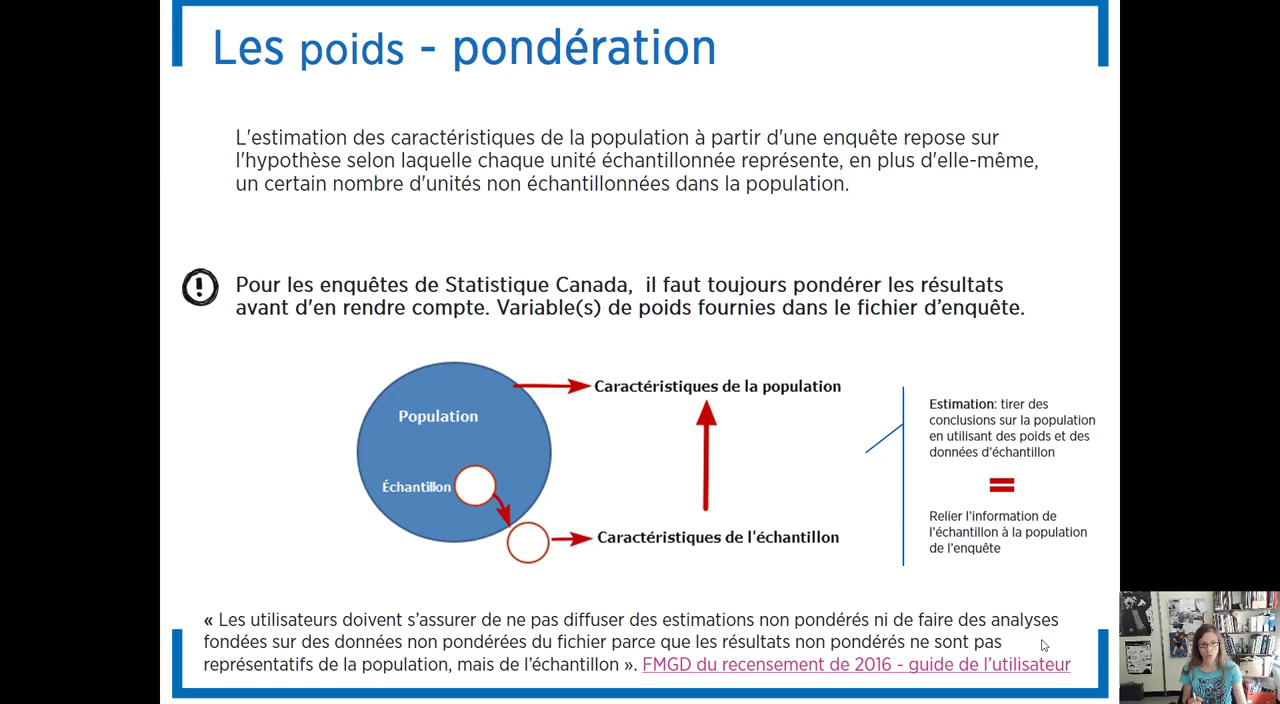 Les poids - pondération
L'estimation des caractéristiques de la population à partir d'une enquête repose sur
l'hypothèse selon laquelle chaque unité échantillonnée représente, en plus d'elle-même,
un certain nombre d'unités non échantillonnées dans la population.
Pour les enquêtes de Statistique Canada, il faut toujours pondérer les résultats
avant d'en rendre compte. Variable(s) de poids fournies dans le fichier d’enquête.
Population
Échantillon
Caractéristiques de la population
Caractéristiques de l'échantillon
Estimation: tirer des
conclusions sur la population
en utilisant des poids et des
données d’échantillon
=
Relier l’information de
l’échantillon à la population
de l’enquête
« Les utilisateurs doivent s’assurer de ne pas diffuser des estimations non pondérés ni de faire des analyses
fondées sur des données non pondérées du fichier parce que les résultats non pondérés ne sont pas
représentatifs de la population, mais de l’échantillon ». FMGD du recensement de 2016 - guide de l’utilisateur